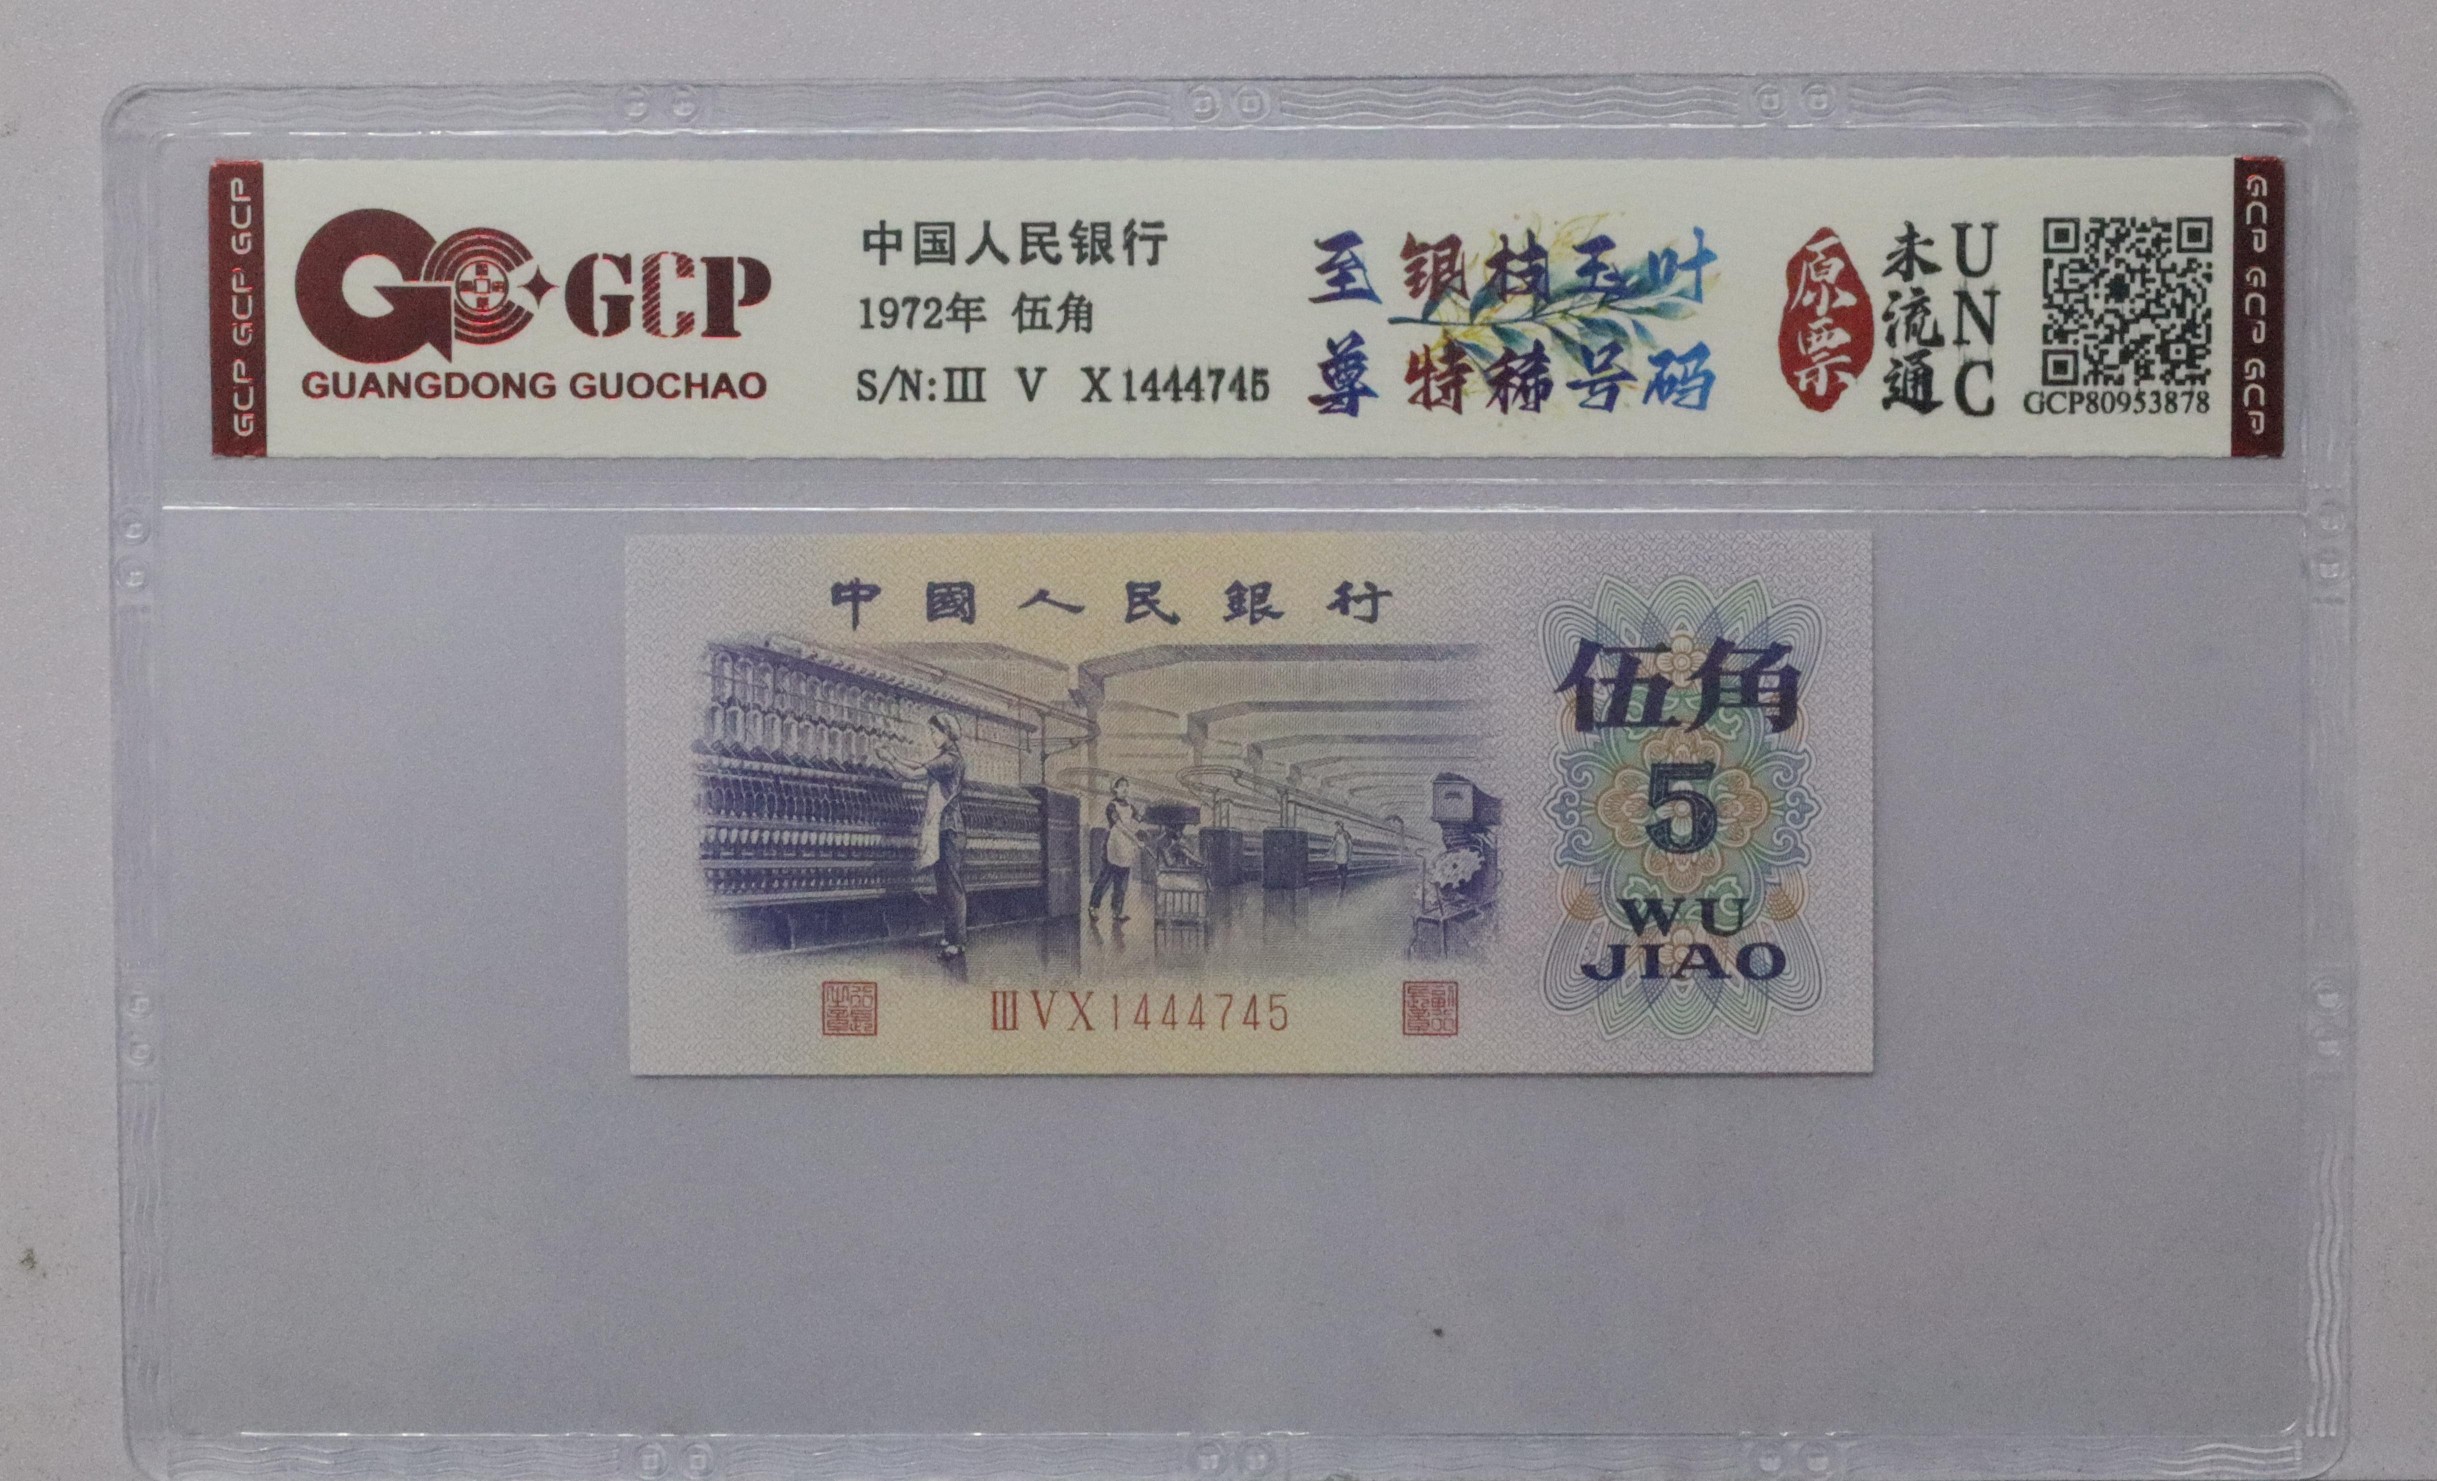 GCP GCP GCP
GCP
GUANGDONG GUOCHAO
中国人民银行
1972年 伍角
S/N:III V X1444745
至尊
银枝玉叶
特稀号码
原票
未流通
UNC
GCP80953878
GCP GCP GCP
中國人民銀行
伍角
5
WU
JIAO
III V X 1444745